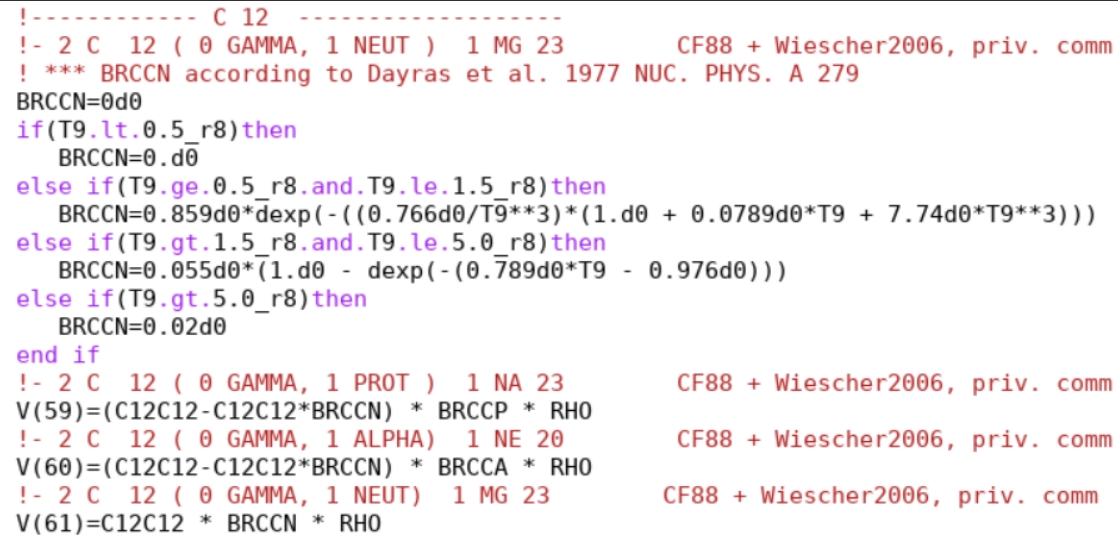 !------------ C 12  -------------------
!- 2 C  12 ( 0 GAMMA, 1 NEUT )  1 MG 23        CF88 + Wiescher2006, priv. comm
! *** BRCCN according to Dayras et al. 1977 NUC. PHYS. A 279
BRCCN=0d0
if(T9.lt.0.5_r8)then
   BRCCN=0.d0
else if(T9.ge.0.5_r8.and.T9.le.1.5_r8)then
   BRCCN=0.859d0*dexp(-((0.766d0/T9**3)*(1.d0 + 0.0789d0*T9 + 7.74d0*T9**3)))
else if(T9.gt.1.5_r8.and.T9.le.5.0_r8)then
   BRCCN=0.055d0*(1.d0 - dexp(-(0.789d0*T9 - 0.976d0)))
else if(T9.gt.5.0_r8)then
   BRCCN=0.02d0
end if
!- 2 C  12 ( 0 GAMMA, 1 PROT )  1 NA 23        CF88 + Wiescher2006, priv. comm
V(59)=(C12C12-C12C12*BRCCN) * BRCCP * RHO
!- 2 C  12 ( 0 GAMMA, 1 ALPHA)  1 NE 20        CF88 + Wiescher2006, priv. comm
V(60)=(C12C12-C12C12*BRCCN) * BRCCA * RHO
!- 2 C  12 ( 0 GAMMA, 1 NEUT)  1 MG 23        CF88 + Wiescher2006, priv. comm
V(61)=C12C12 * BRCCN * RHO